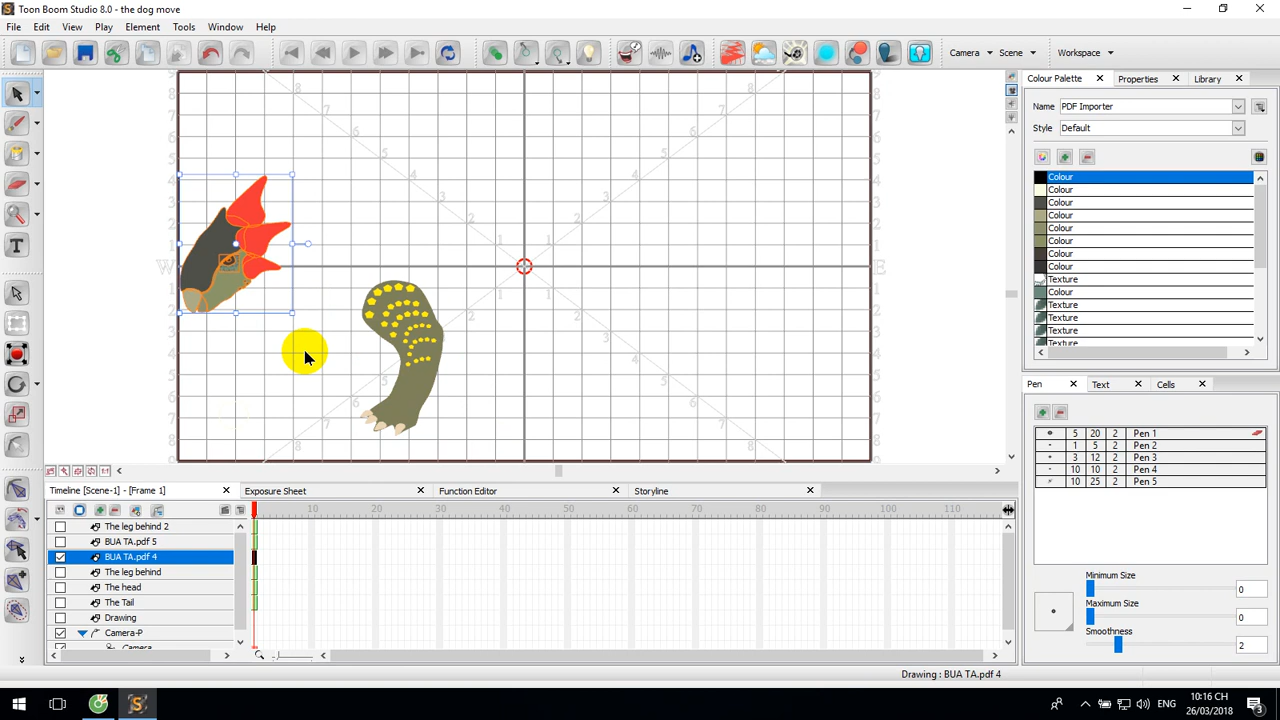 Toon Boom Studio 8.0 - the dog move
File Edit View Play Element Tools Window Help
Camera Scene Workspace
Colour Palette Properties Library
Name PDF Importer
Style Default
Colour
Colour
Colour
Colour
Colour
Colour
Colour
Colour
Texture
Colour
Texture
Texture
Texture
Texture
Pen Text Cells
5 20 2 Pen 1
1 5 2 Pen 2
3 12 2 Pen 3
10 10 2 Pen 4
10 25 2 Pen 5
Minimum Size
0
Maximum Size
0
Smoothness
2
W E
Timeline [Scene-1] - [Frame 1] Exposure Sheet Function Editor Storyline
10 20 30 40 50 60 70 80 90 100 110
The leg behind 2
BUA TA.pdf 5
BUA TA.pdf 4
The leg behind
The head
The Tail
Drawing
Camera-P
Camera
Drawing : BUA TA.pdf 4
ENG
10:16 CH
26/03/2018
3